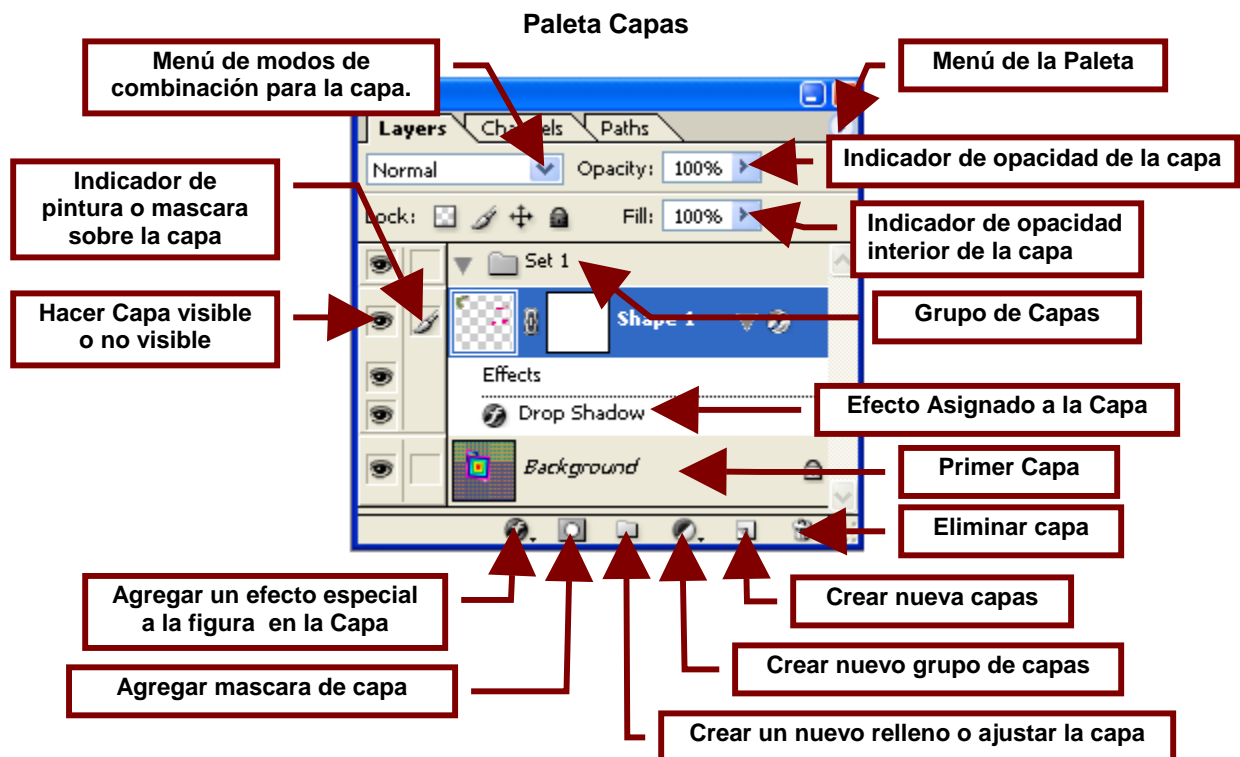 Paleta Capas
Menú de modos de
combinación para la capa.
Menú de la Paleta
Layers Channels Paths
Indicador de
pintura o mascara
sobre la capa
Normal Opacity: 100%
Indicador de opacidad de la capa
Lock: Fill: 100%
Indicador de opacidad
interior de la capa
Set 1
Hacer Capa visible
o no visible
Shape 1
Grupo de Capas
Effects
Drop Shadow
Efecto Asignado a la Capa
Background
Primer Capa
Eliminar capa
Agregar un efecto especial
a la figura en la Capa
Crear nueva capas
Agregar mascara de capa
Crear nuevo grupo de capas
Crear un nuevo relleno o ajustar la capa